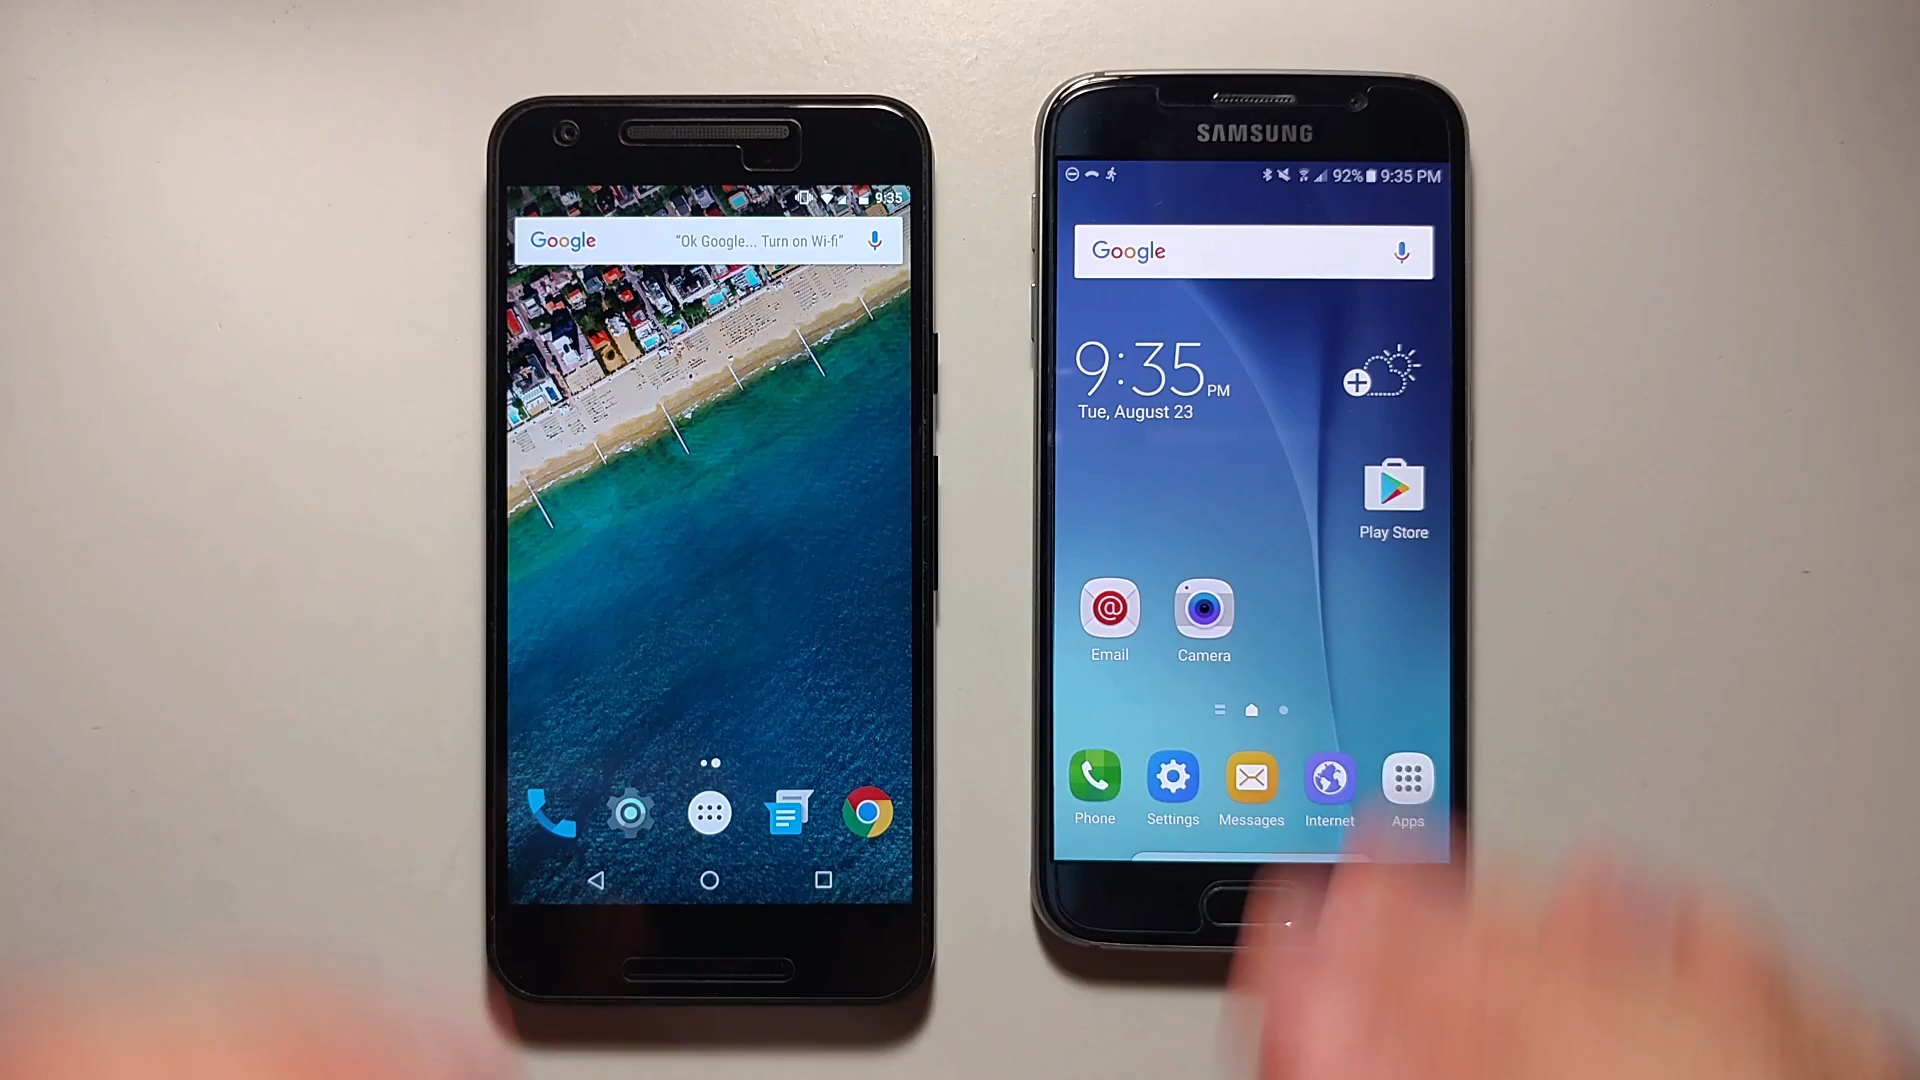 9:35
Google "Ok Google... Turn on Wi-fi"
SAMSUNG
92% 9:35 PM
Google
9:35 PM
Tue, August 23
Play Store
Email Camera
Phone Settings Messages Internet Apps